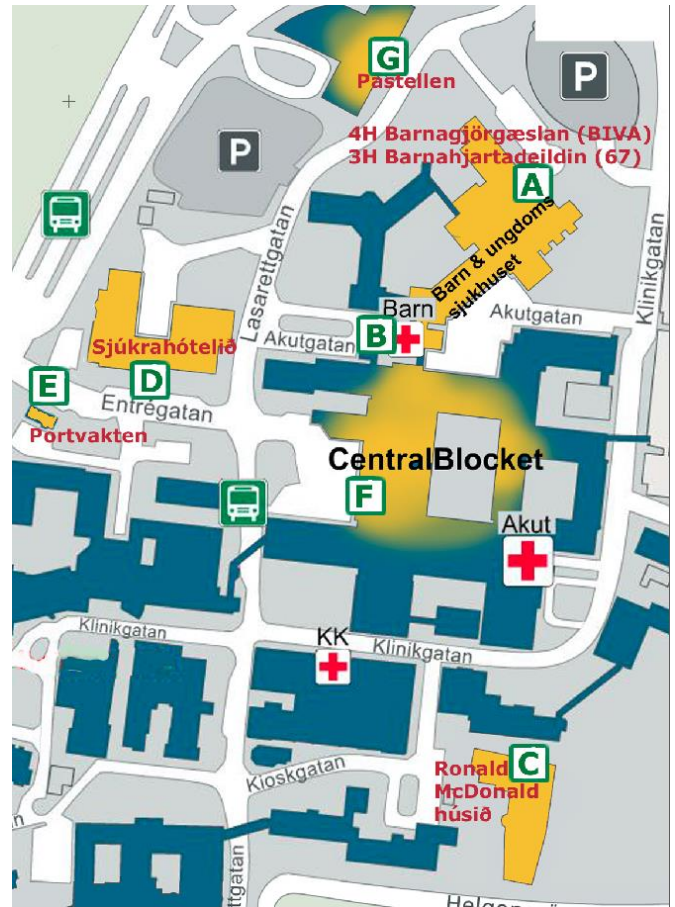 G
Pastellen
P
4H Barnagjörgæslan (BIVA)
3H Barnahjartadeildin (67)
P
A
Barn & ungdoms
sjukhuset
Klinikgatan
Lasarettgatan
Barn
B
Akutgatan
Akutgatan
Sjúkrahótelið
D
E
Entrégatan
Portvakten
CentralBlocket
F
Akut
Klinikgatan
KK
Klinikgatan
C
Ronald
McDonald
húsið
Kioskgatan